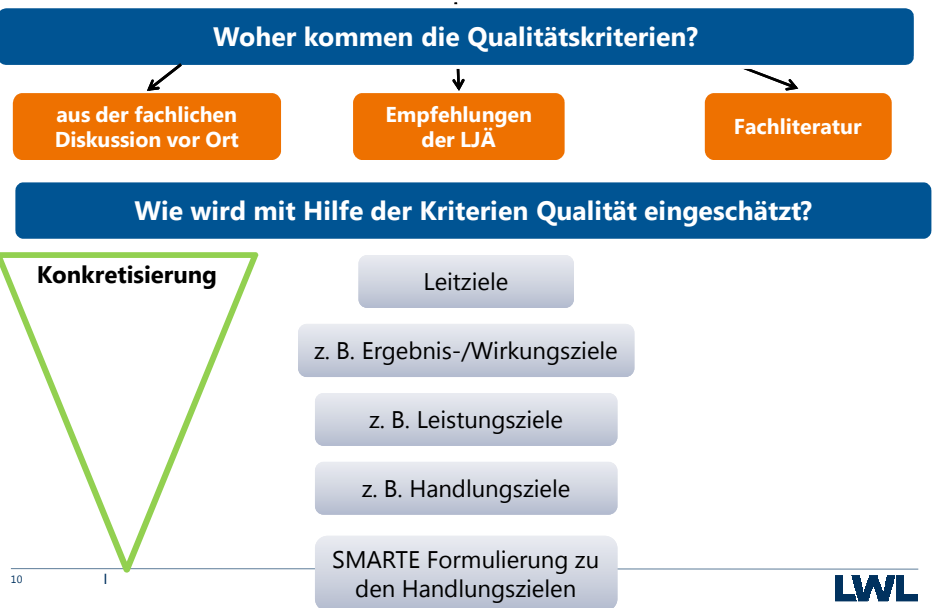 Woher kommen die Qualitätskriterien?
aus der fachlichen
Diskussion vor Ort
Empfehlungen
der LJÄ
Fachliteratur
Wie wird mit Hilfe der Kriterien Qualität eingeschätzt?
Konkretisierung
Leitziele
z. B. Ergebnis-/Wirkungsziele
z. B. Leistungsziele
z. B. Handlungsziele
SMARTE Formulierung zu
den Handlungszielen
10
LWL